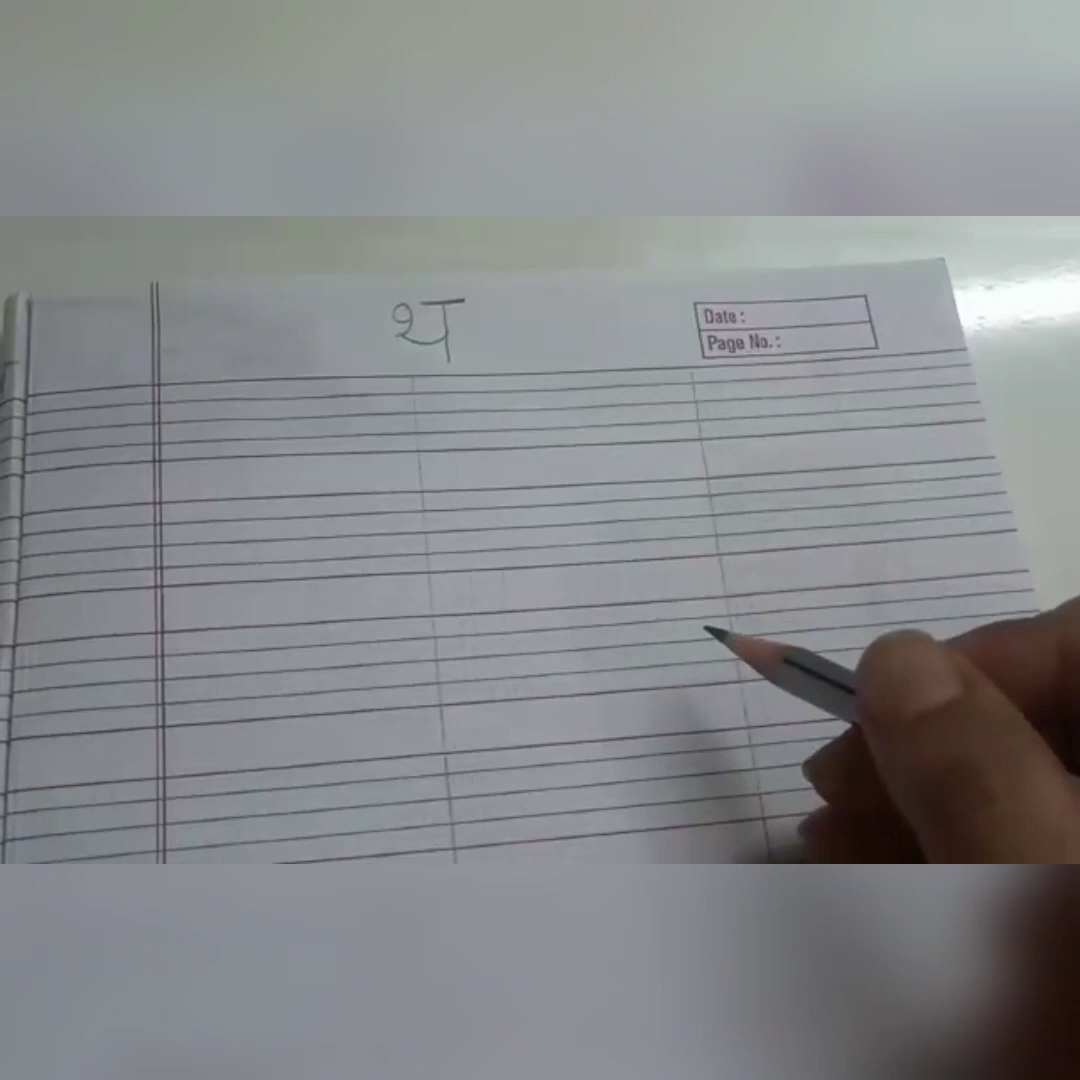 थ
Date :
Page No. :